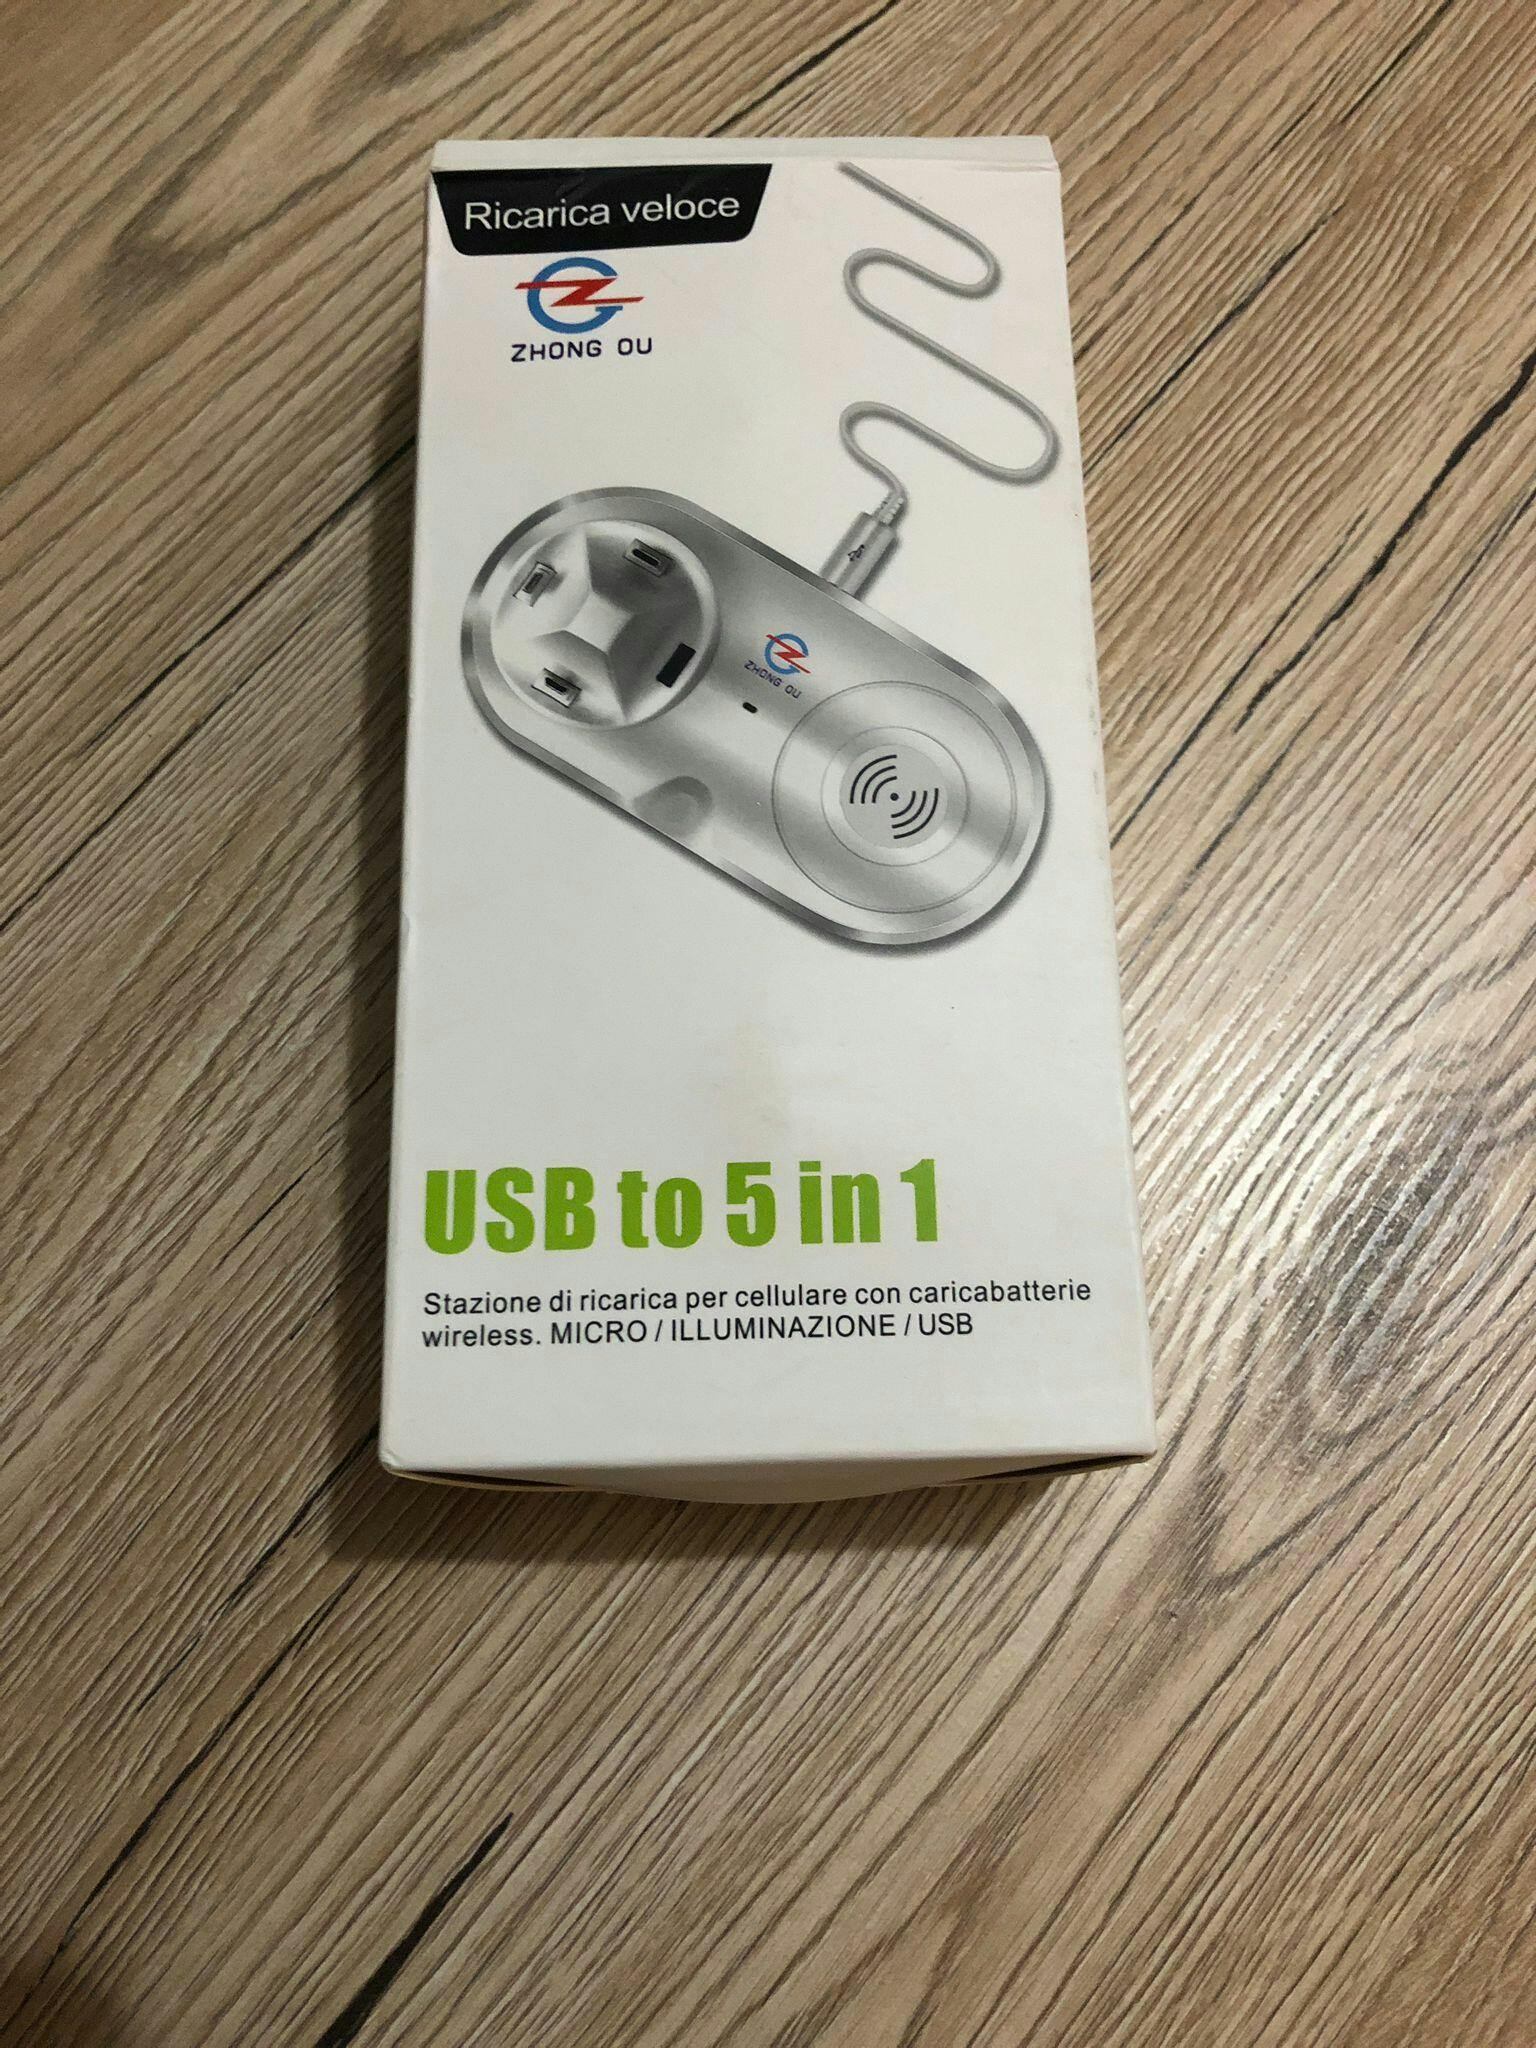 Ricarica veloce
ZHONG OU
ZHONG OU
USB to 5 in 1
Stazione di ricarica per cellulare con caricabatterie
wireless. MICRO / ILLUMINAZIONE / USB